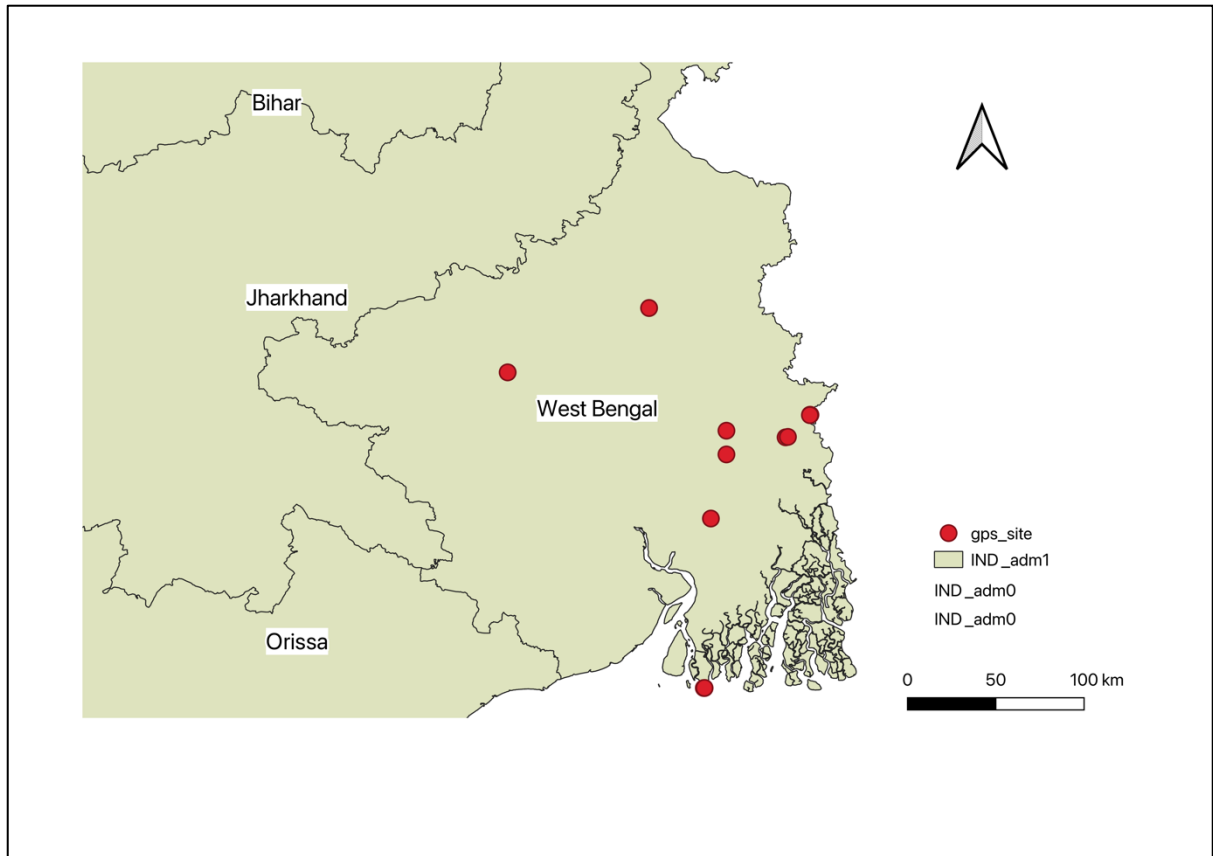 Bihar
Jharkhand
West Bengal
Orissa
gps_site
IND_adm1
IND_adm0
IND_adm0
0 50 100 km